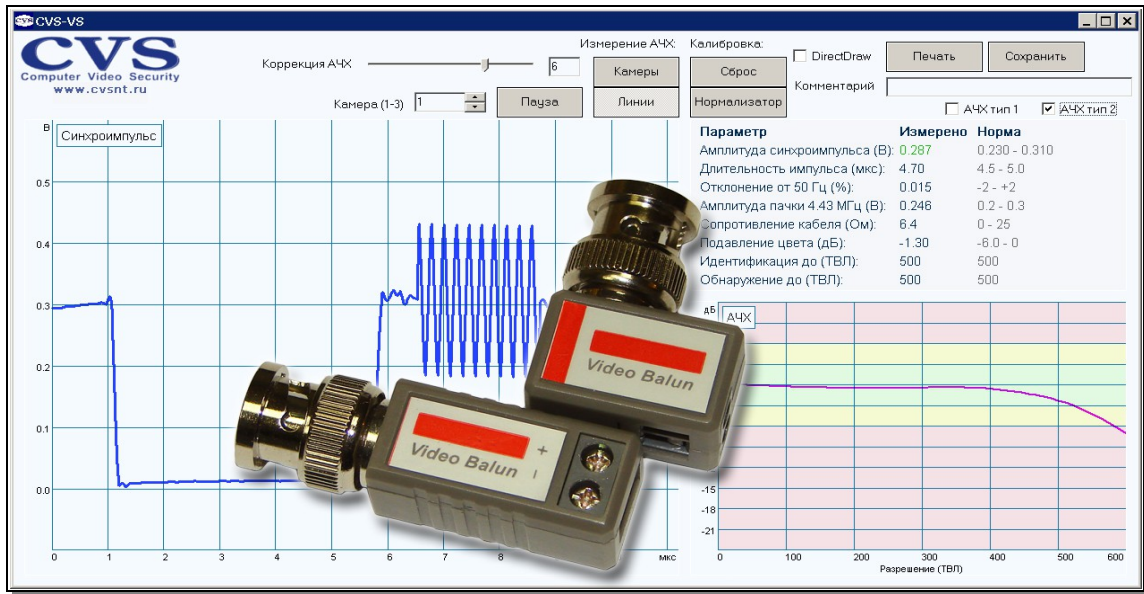 CVS-VS
CVS
Computer Video Security
www.cvsnt.ru
Коррекция АЧХ 6
Измерение АЧХ:
Камеры
Линии
Калибровка:
Сброс
Нормализатор
DirectDraw
Печать
Сохранить
Комментарий
Камера (1-3) 1
Пауза
АЧХ тип 1
АЧХ тип 2
В
Синхроимпульс
0.5
0.4
0.3
0.2
0.1
0.0
0 1 2 3 4 5 6 7 8 мкс
Параметр Измерено Норма
Амплитуда синхроимпульса (В): 0.287 0.230 - 0.310
Длительность импульса (мкс): 4.70 4.5 - 5.0
Отклонение от 50 Гц (%): 0.015 -2 - +2
Амплитуда пачки 4.43 МГц (В): 0.246 0.2 - 0.3
Сопротивление кабеля (Ом): 6.4 0 - 25
Подавление цвета (дБ): -1.30 -6.0 - 0
Идентификация до (ТВЛ): 500 500
Обнаружение до (ТВЛ): 500 500
дБ
АЧХ
-15
-18
-21
0 100 200 300 400 500 600
Разрешение (ТВЛ)
Video Balun
Video Balun
+
-